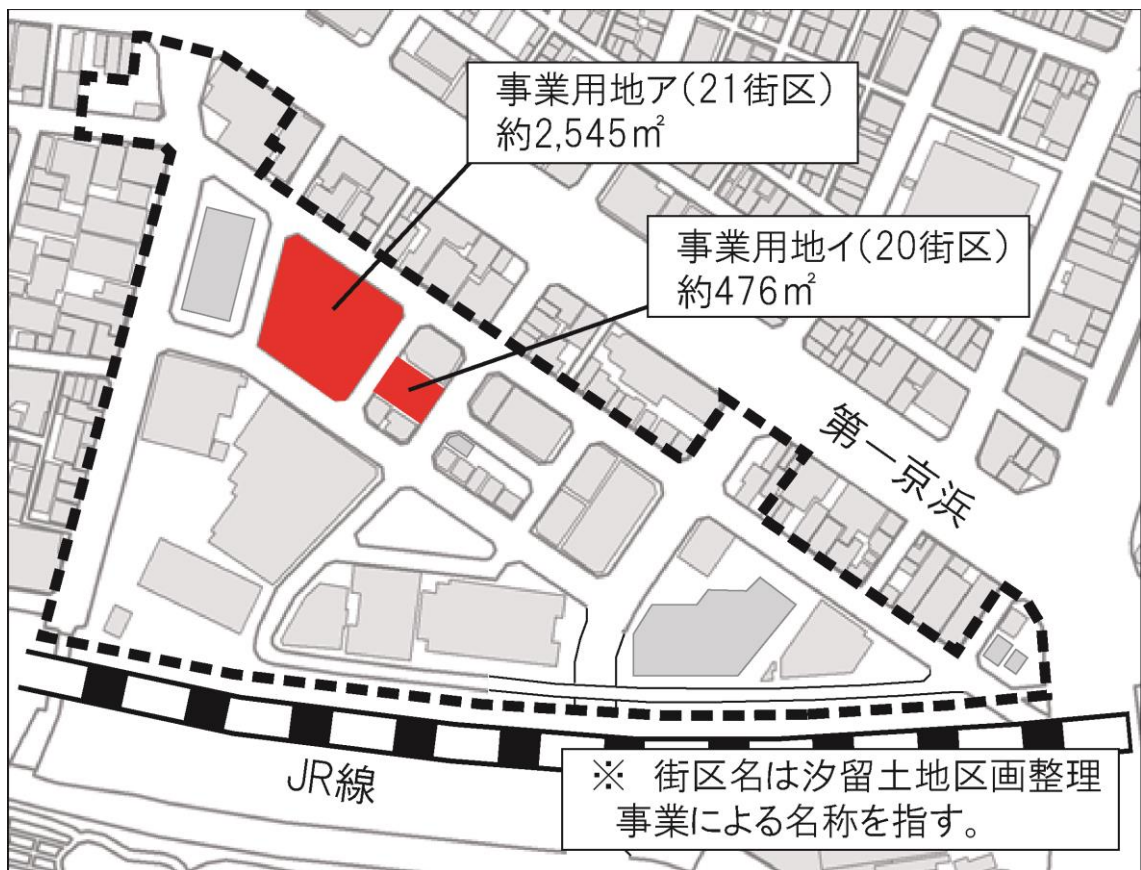 事業用地ア(21街区)
約2,545㎡
事業用地イ(20街区)
約476㎡
第一京浜
JR線
※ 街区名は汐留土地区画整理
事業による名称を指す。